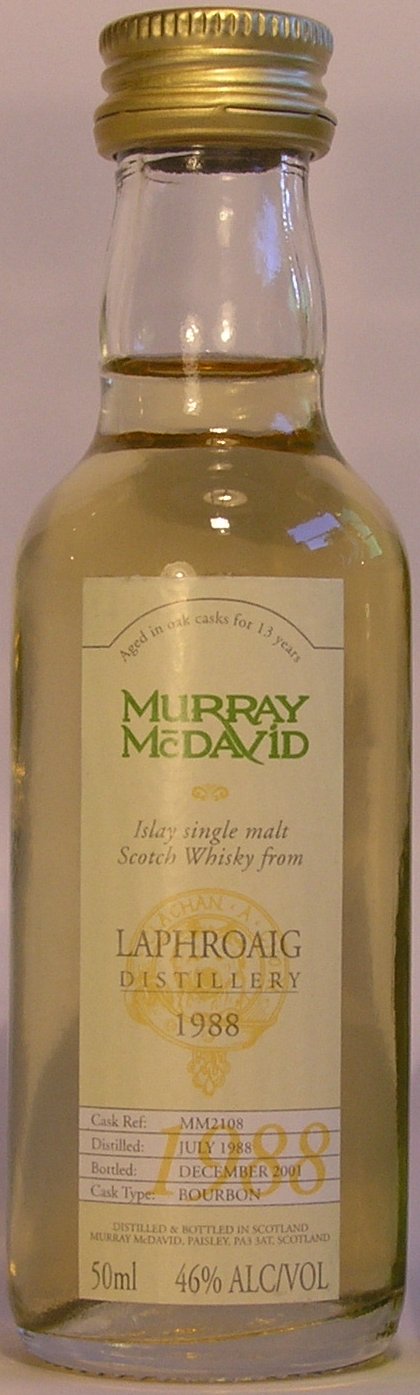 Aged in oak casks for 13 years
MURRAY
McDAVID
Islay single malt
Scotch Whisky from
LAPHROAIG
DISTILLERY
1988
Cask Ref: MM2108
Distilled: JULY 1988
Bottled: DECEMBER 2001
Cask Type: BOURBON
1988
DISTILLED & BOTTLED IN SCOTLAND
MURRAY McDAVID, PAISLEY, PA3 3AT, SCOTLAND
50ml 46% ALC/VOL